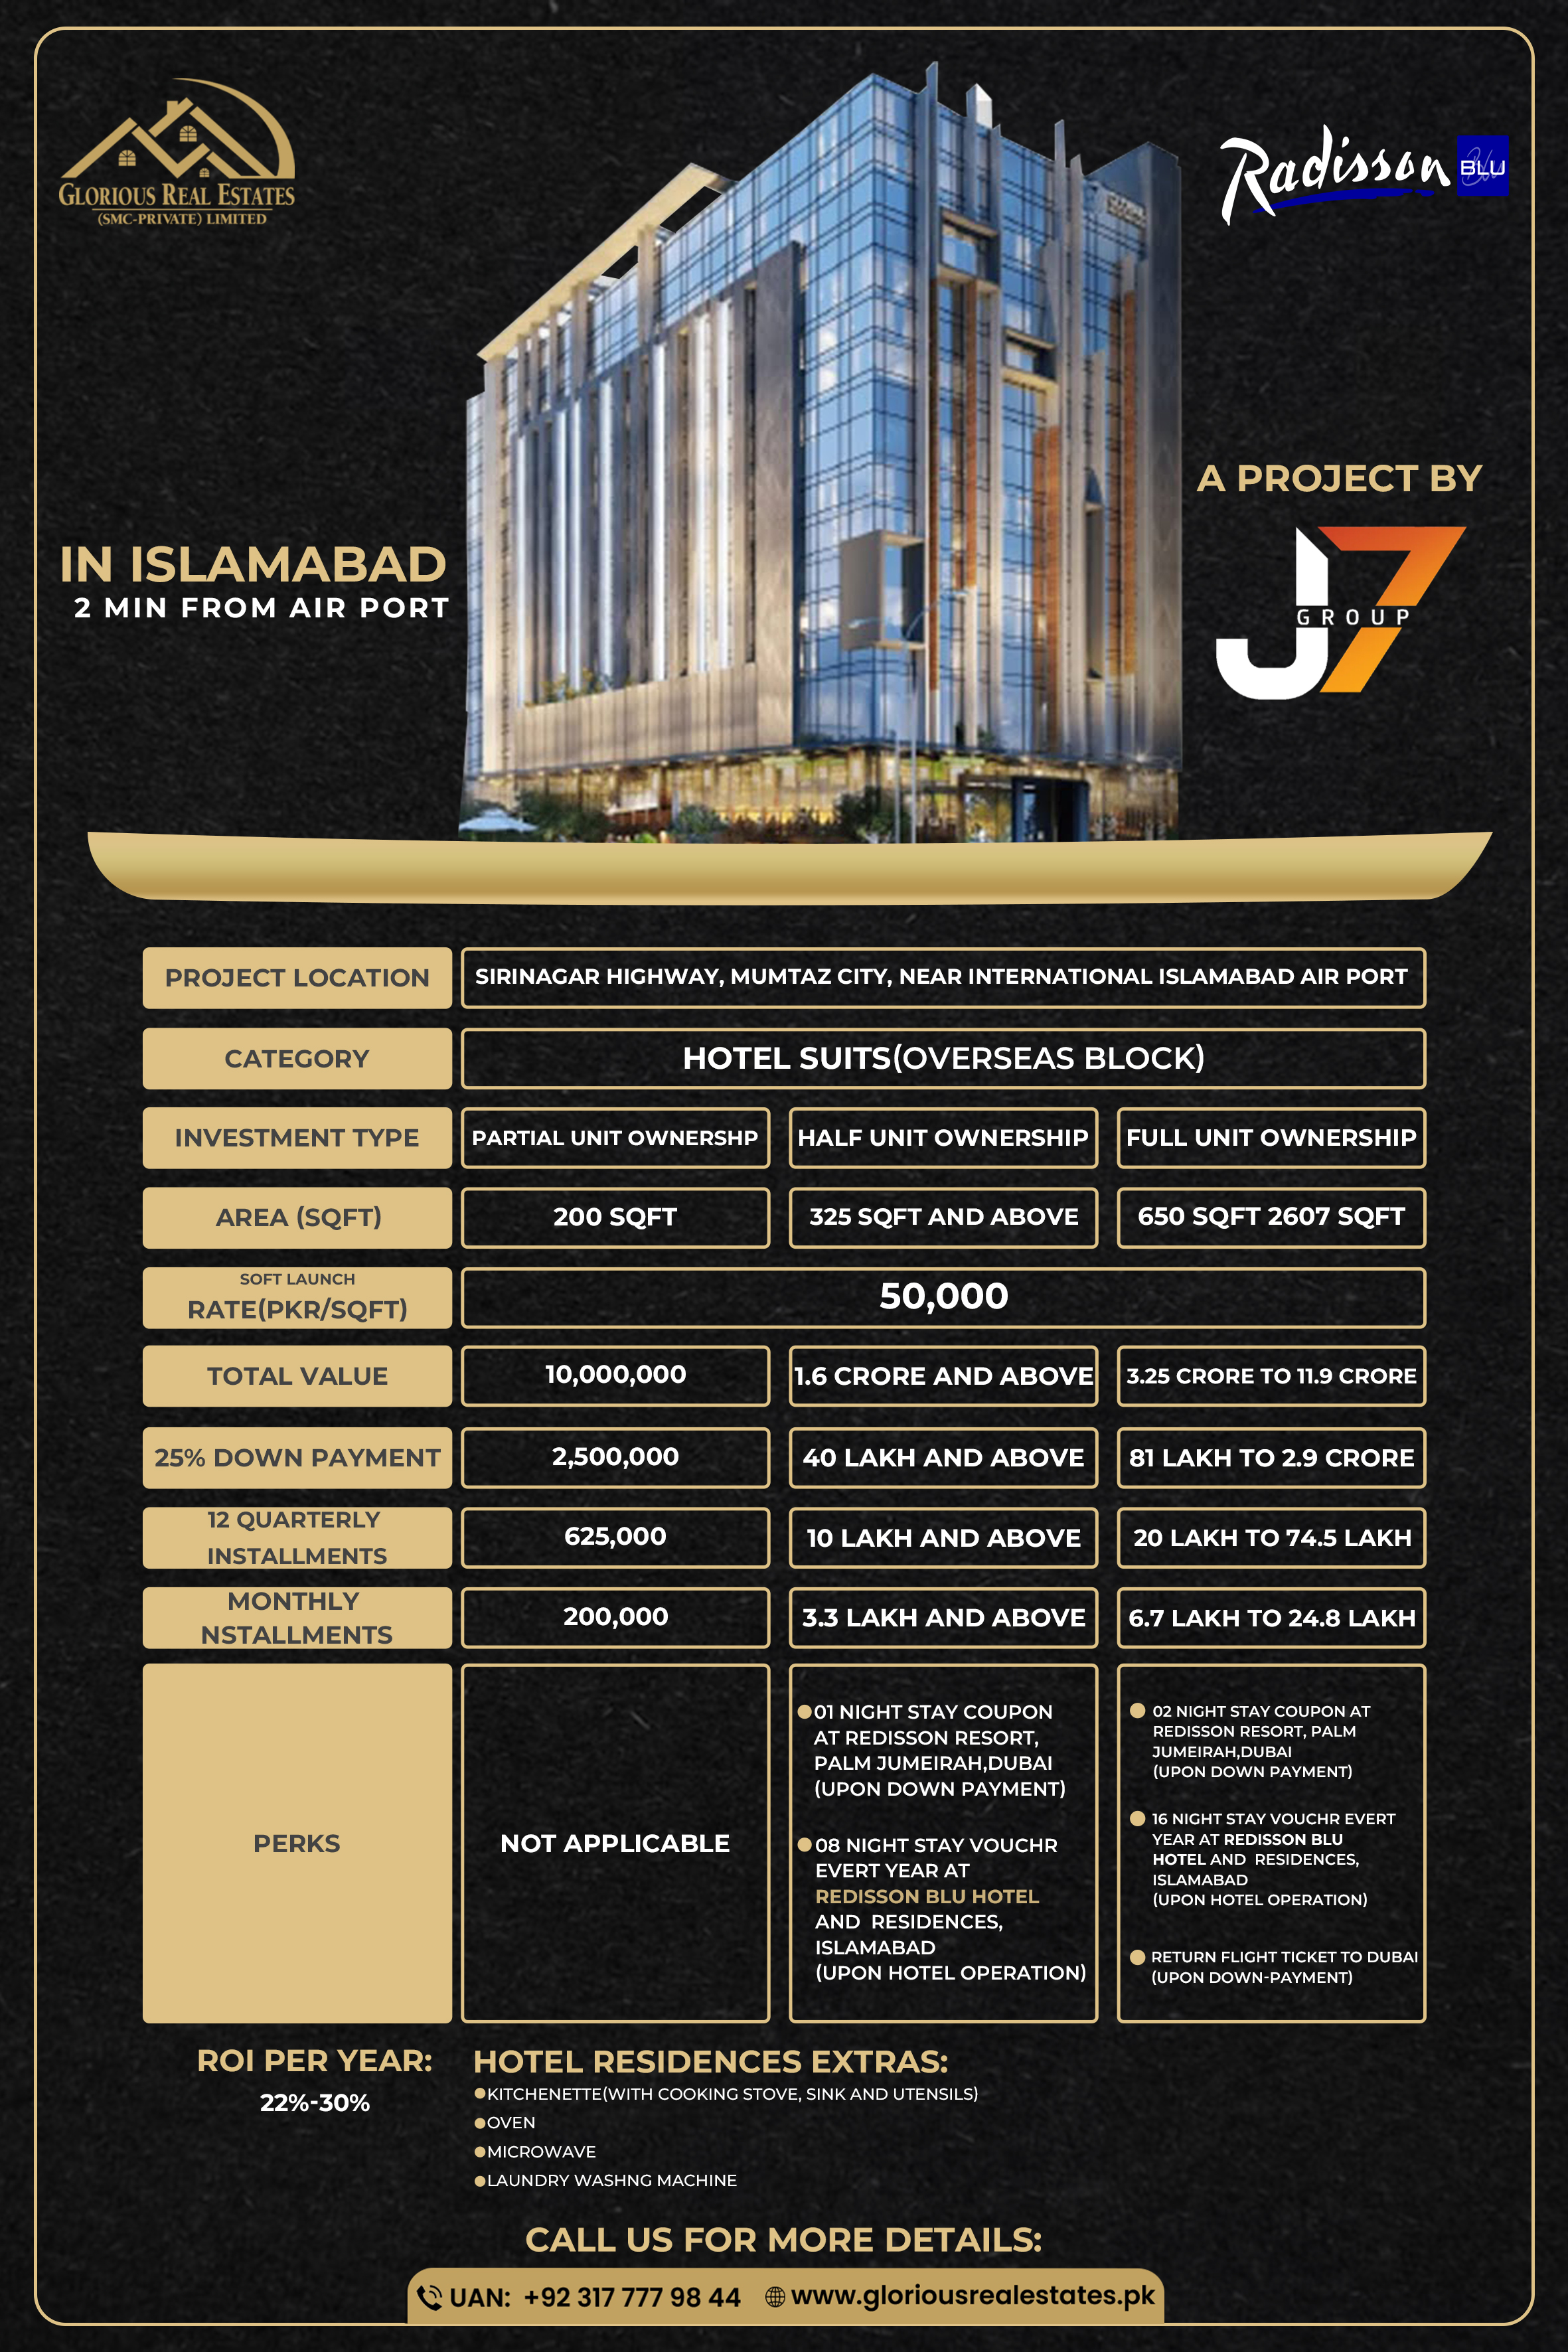 GLORIOUS REAL ESTATES
(SMC-PRIVATE) LIMITED
Radisson BLU
A PROJECT BY
J7
GROUP
IN ISLAMABAD
2 MIN FROM AIR PORT
PROJECT LOCATION
SIRINAGAR HIGHWAY, MUMTAZ CITY, NEAR INTERNATIONAL ISLAMABAD AIR PORT
CATEGORY
HOTEL SUITS(OVERSEAS BLOCK)
INVESTMENT TYPE
PARTIAL UNIT OWNERSHP
HALF UNIT OWNERSHIP
FULL UNIT OWNERSHIP
AREA (SQFT)
200 SQFT
325 SQFT AND ABOVE
650 SQFT 2607 SQFT
SOFT LAUNCH
RATE(PKR/SQFT)
50,000
TOTAL VALUE
10,000,000
1.6 CRORE AND ABOVE
3.25 CRORE TO 11.9 CRORE
25% DOWN PAYMENT
2,500,000
40 LAKH AND ABOVE
81 LAKH TO 2.9 CRORE
12 QUARTERLY
INSTALLMENTS
625,000
10 LAKH AND ABOVE
20 LAKH TO 74.5 LAKH
MONTHLY
NSTALLMENTS
200,000
3.3 LAKH AND ABOVE
6.7 LAKH TO 24.8 LAKH
PERKS
NOT APPLICABLE
01 NIGHT STAY COUPON
AT REDISSON RESORT,
PALM JUMEIRAH,DUBAI
(UPON DOWN PAYMENT)
08 NIGHT STAY VOUCHR
EVERT YEAR AT
REDISSON BLU HOTEL
AND RESIDENCES,
ISLAMABAD
(UPON HOTEL OPERATION)
02 NIGHT STAY COUPON AT
REDISSON RESORT, PALM
JUMEIRAH,DUBAI
(UPON DOWN PAYMENT)
16 NIGHT STAY VOUCHR EVERT
YEAR AT REDISSON BLU
HOTEL AND RESIDENCES,
ISLAMABAD
(UPON HOTEL OPERATION)
RETURN FLIGHT TICKET TO DUBAI
(UPON DOWN-PAYMENT)
ROI PER YEAR:
22%-30%
HOTEL RESIDENCES EXTRAS:
KITCHENETTE(WITH COOKING STOVE, SINK AND UTENSILS)
OVEN
MICROWAVE
LAUNDRY WASHNG MACHINE
CALL US FOR MORE DETAILS:
UAN: +92 317 777 98 44 www.gloriousrealestates.pk